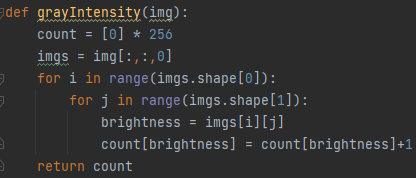 def grayIntensity(img):
    count = [0] * 256
    imgs = img[:,:,0]
    for i in range(imgs.shape[0]):
        for j in range(imgs.shape[1]):
            brightness = imgs[i][j]
            count[brightness] = count[brightness]+1
    return count